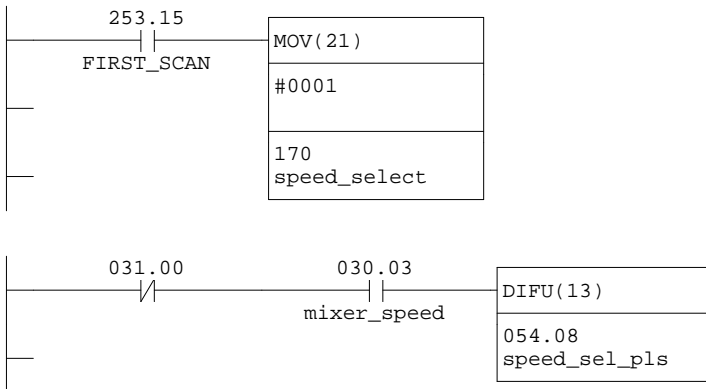 253.15
FIRST_SCAN
MOV(21)
#0001
170
speed_select
031.00
030.03
mixer_speed
DIFU(13)
054.08
speed_sel_pls